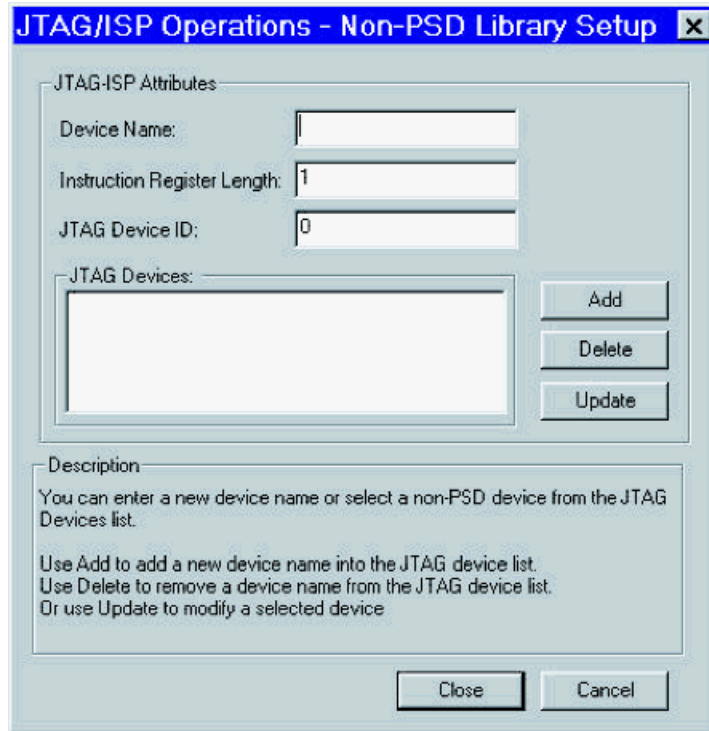 JTAG/ISP Operations - Non-PSD Library Setup
JTAG-ISP Attributes
Device Name:
Instruction Register Length: 1
JTAG Device ID: 0
JTAG Devices:
Add
Delete
Update
Description
You can enter a new device name or select a non-PSD device from the JTAG
Devices list.
Use Add to add a new device name into the JTAG device list.
Use Delete to remove a device name from the JTAG device list.
Or use Update to modify a selected device
Close Cancel